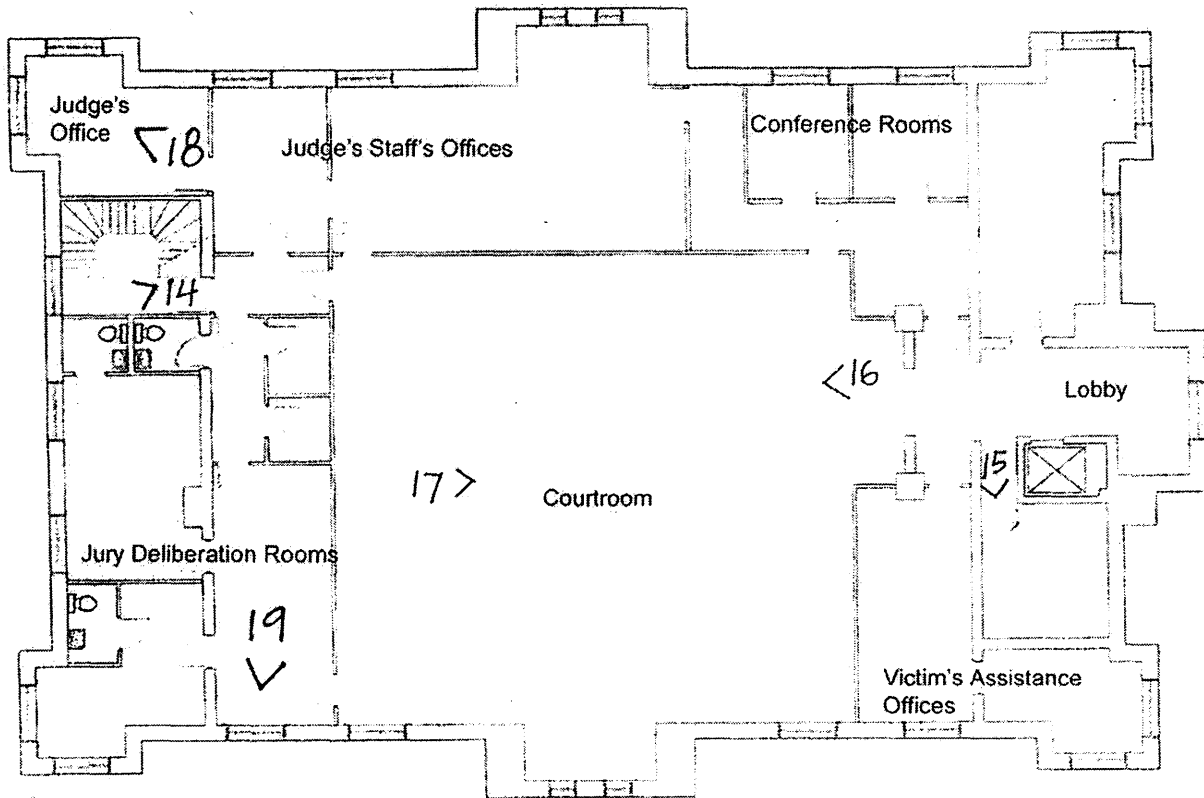 Judge's
Office
18
Judge's Staff's Offices
Conference Rooms
14
16
Lobby
15
17
Courtroom
Jury Deliberation Rooms
19
Victim's Assistance
Offices